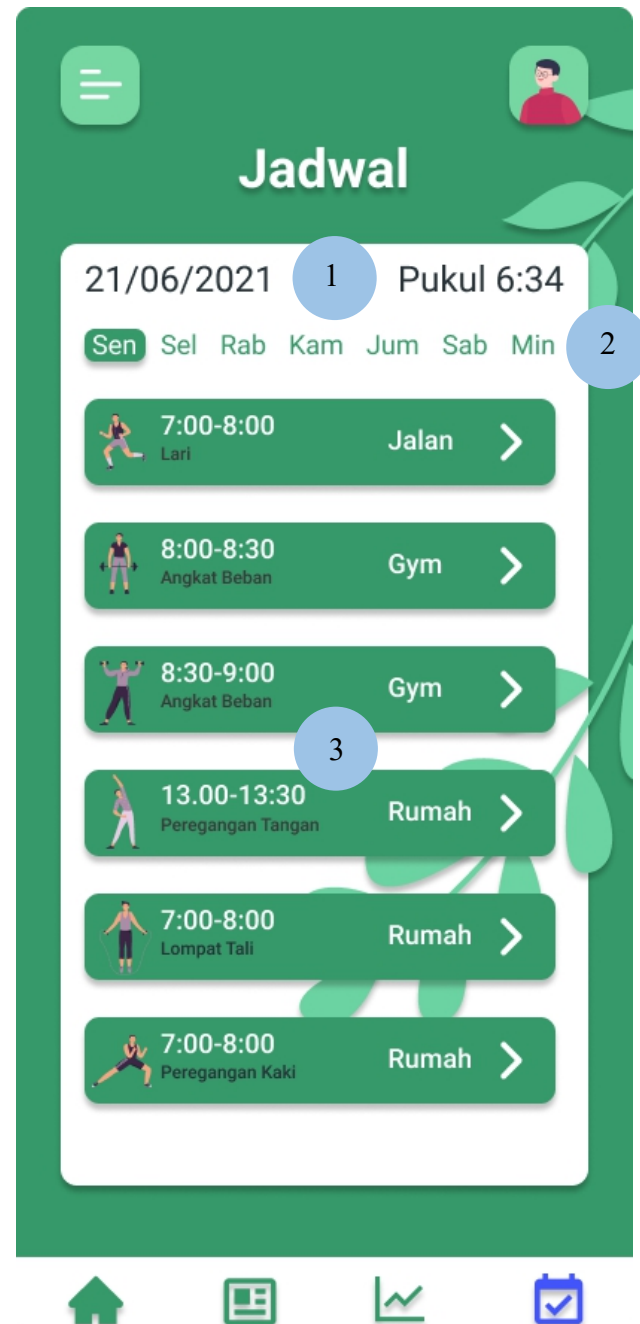 Jadwal
21/06/2021 1 Pukul 6:34
Sen Sel Rab Kam Jum Sab Min 2
7:00-8:00
Lari
Jalan
8:00-8:30
Angkat Beban
Gym
8:30-9:00
Angkat Beban
Gym
3
13.00-13:30
Peregangan Tangan
Rumah
7:00-8:00
Lompat Tali
Rumah
7:00-8:00
Peregangan Kaki
Rumah